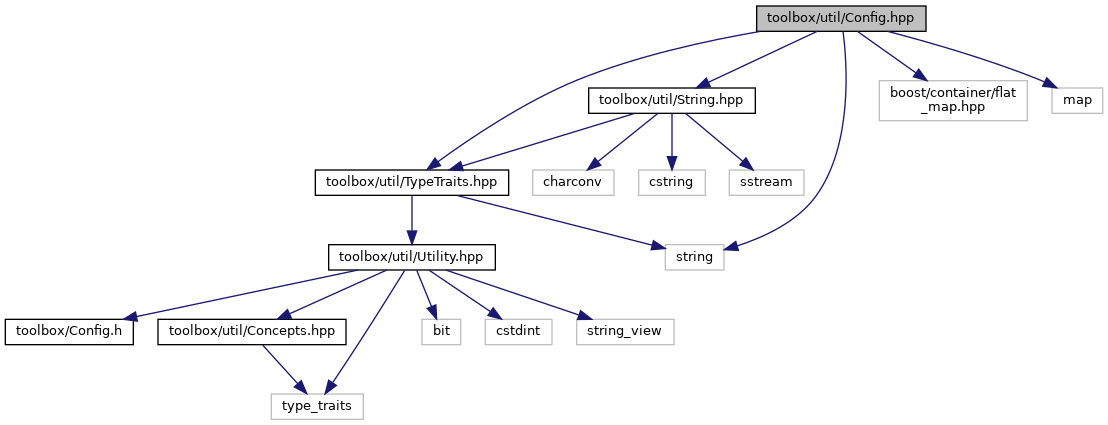 toolbox/util/Config.hpp
toolbox/util/String.hpp
boost/container/flat
_map.hpp
map
toolbox/util/TypeTraits.hpp
charconv
cstring
sstream
toolbox/util/Utility.hpp
string
toolbox/Config.h
toolbox/util/Concepts.hpp
bit
cstdint
string_view
type_traits